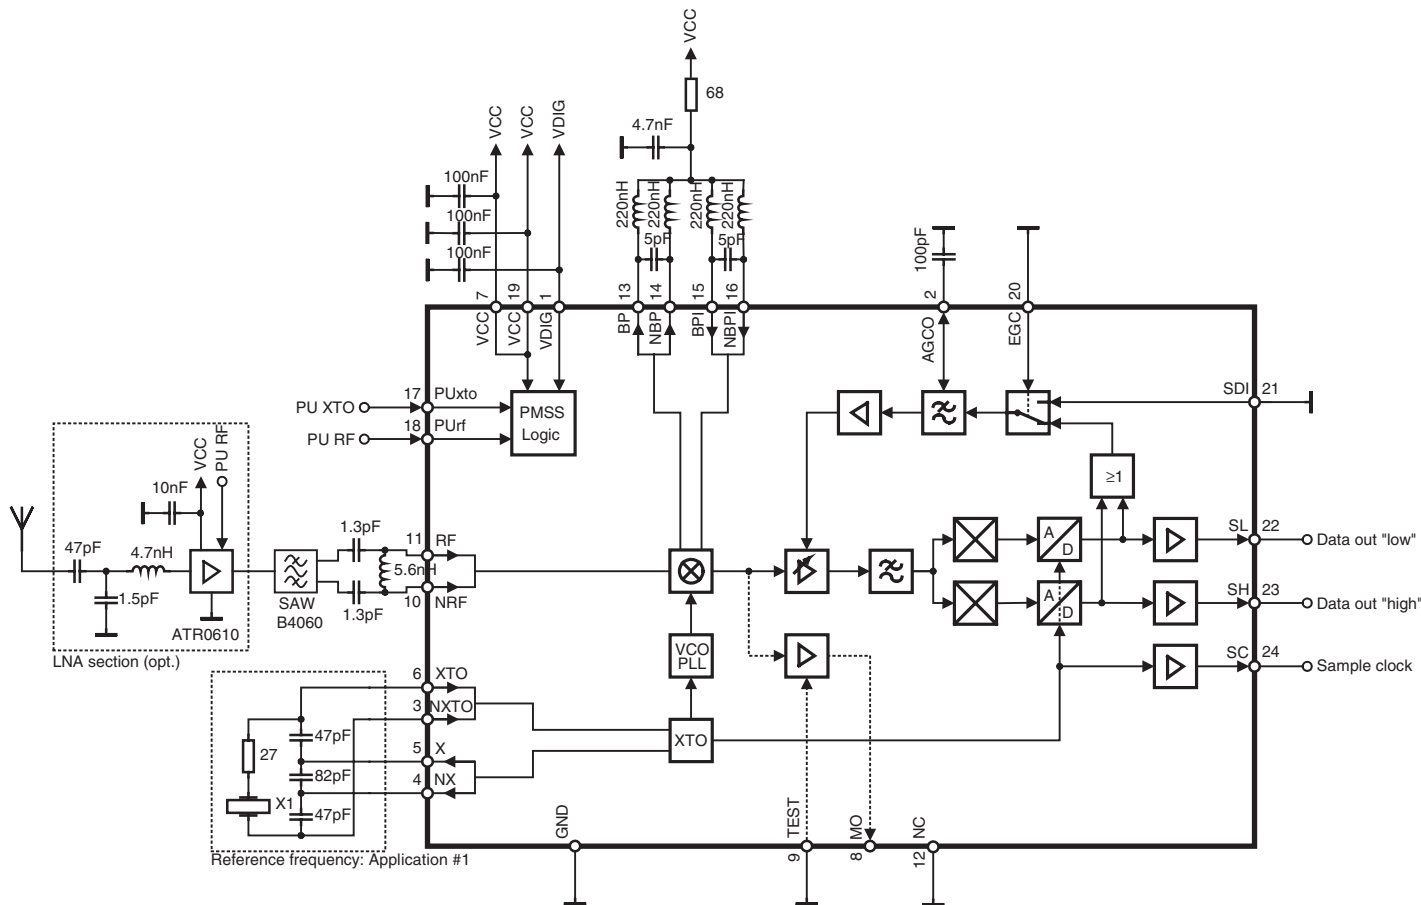 VCC
68
4.7nF
VCC
VCC
VDIG
100nF
100nF
100nF
220nH
220nH
220nH
220nH
5pF
5pF
100pF
7
19
1
13
14
15
16
2
20
VCC
VCC
VDIG
BP
NBP
BPI
NBPI
AGCO
EGC
SDI
21
PU XTO
17
PUxto
PU RF
18
PUrf
PMSS
Logic
≥1
VCC
PU RF
10nF
47pF
4.7nH
1.5pF
ATR0610
LNA section (opt.)
SAW
B4060
1.3pF
1.3pF
5.6nH
11
RF
10
NRF
A
D
A
D
SL
22
Data out "low"
SH
23
Data out "high"
SC
24
Sample clock
VCO
PLL
XTO
6
XTO
3
NXTO
5
X
4
NX
47pF
27
82pF
X1
47pF
Reference frequency: Application #1
GND
TEST
MO
NC
9
8
12